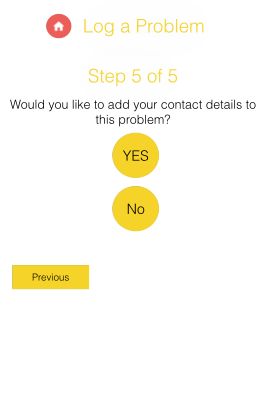 Log a Problem
Step 5 of 5
Would you like to add your contact details to
this problem?
YES
No
Previous